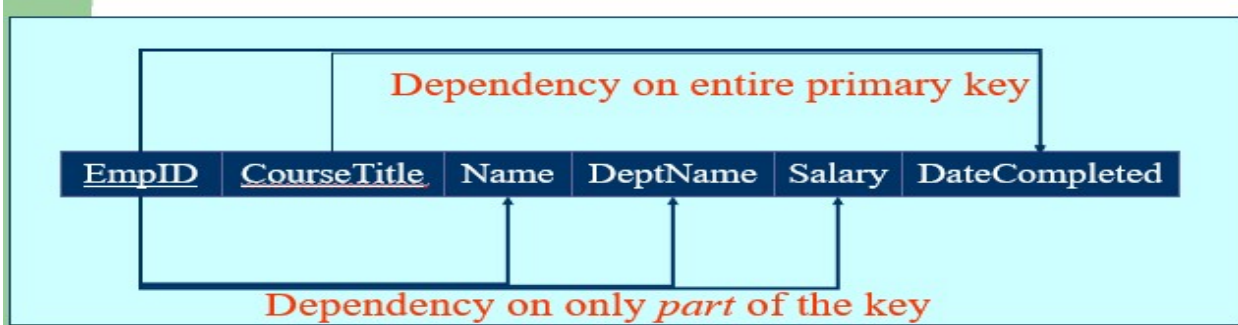 Dependency on entire primary key
EmpID CourseTitle Name DeptName Salary DateCompleted
Dependency on only part of the key